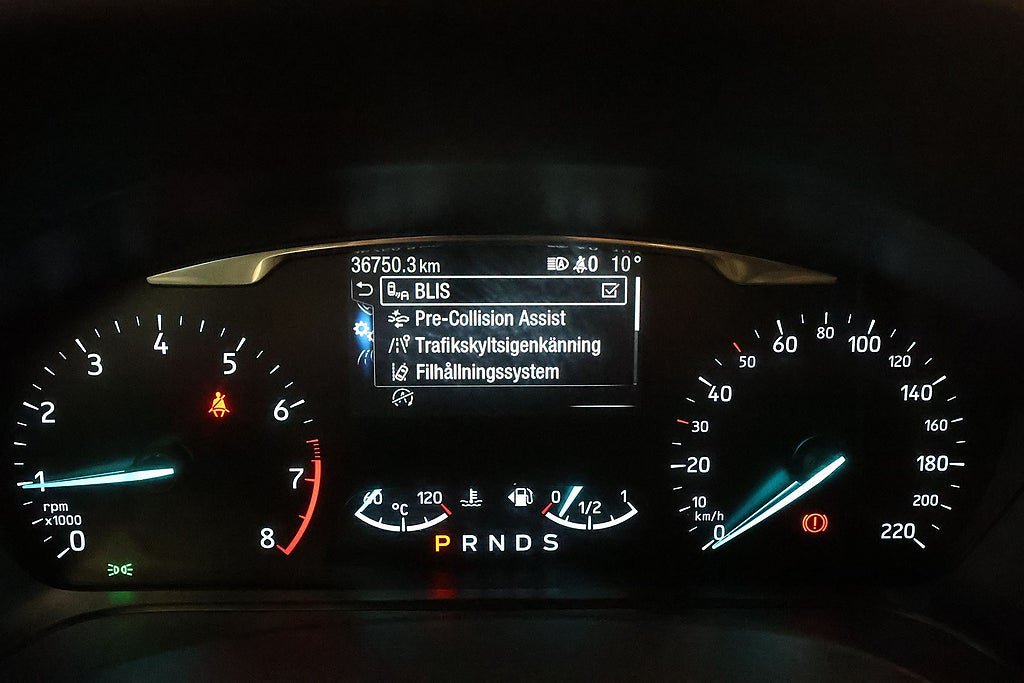 36750.3 km 0 10°
BLIS
Pre-Collision Assist
Trafikskyltsigenkänning
Filhållningssystem
0 1 2 3 4 5 6 7 8
rpm
x1000
60 °C 120
0 1/2 1
P R N D S
0 10 20 30 40 50 60 80 100 120 140 160 180 200 220
km/h